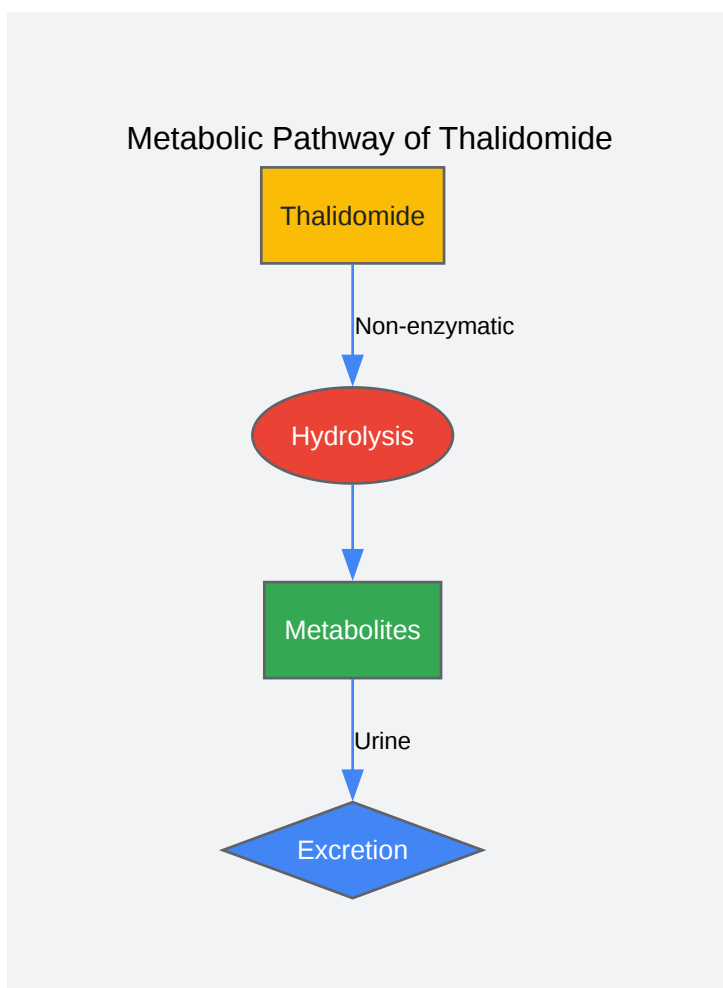 Metabolic Pathway of Thalidomide
Thalidomide
Non-enzymatic
Hydrolysis
Metabolites
Urine
Excretion